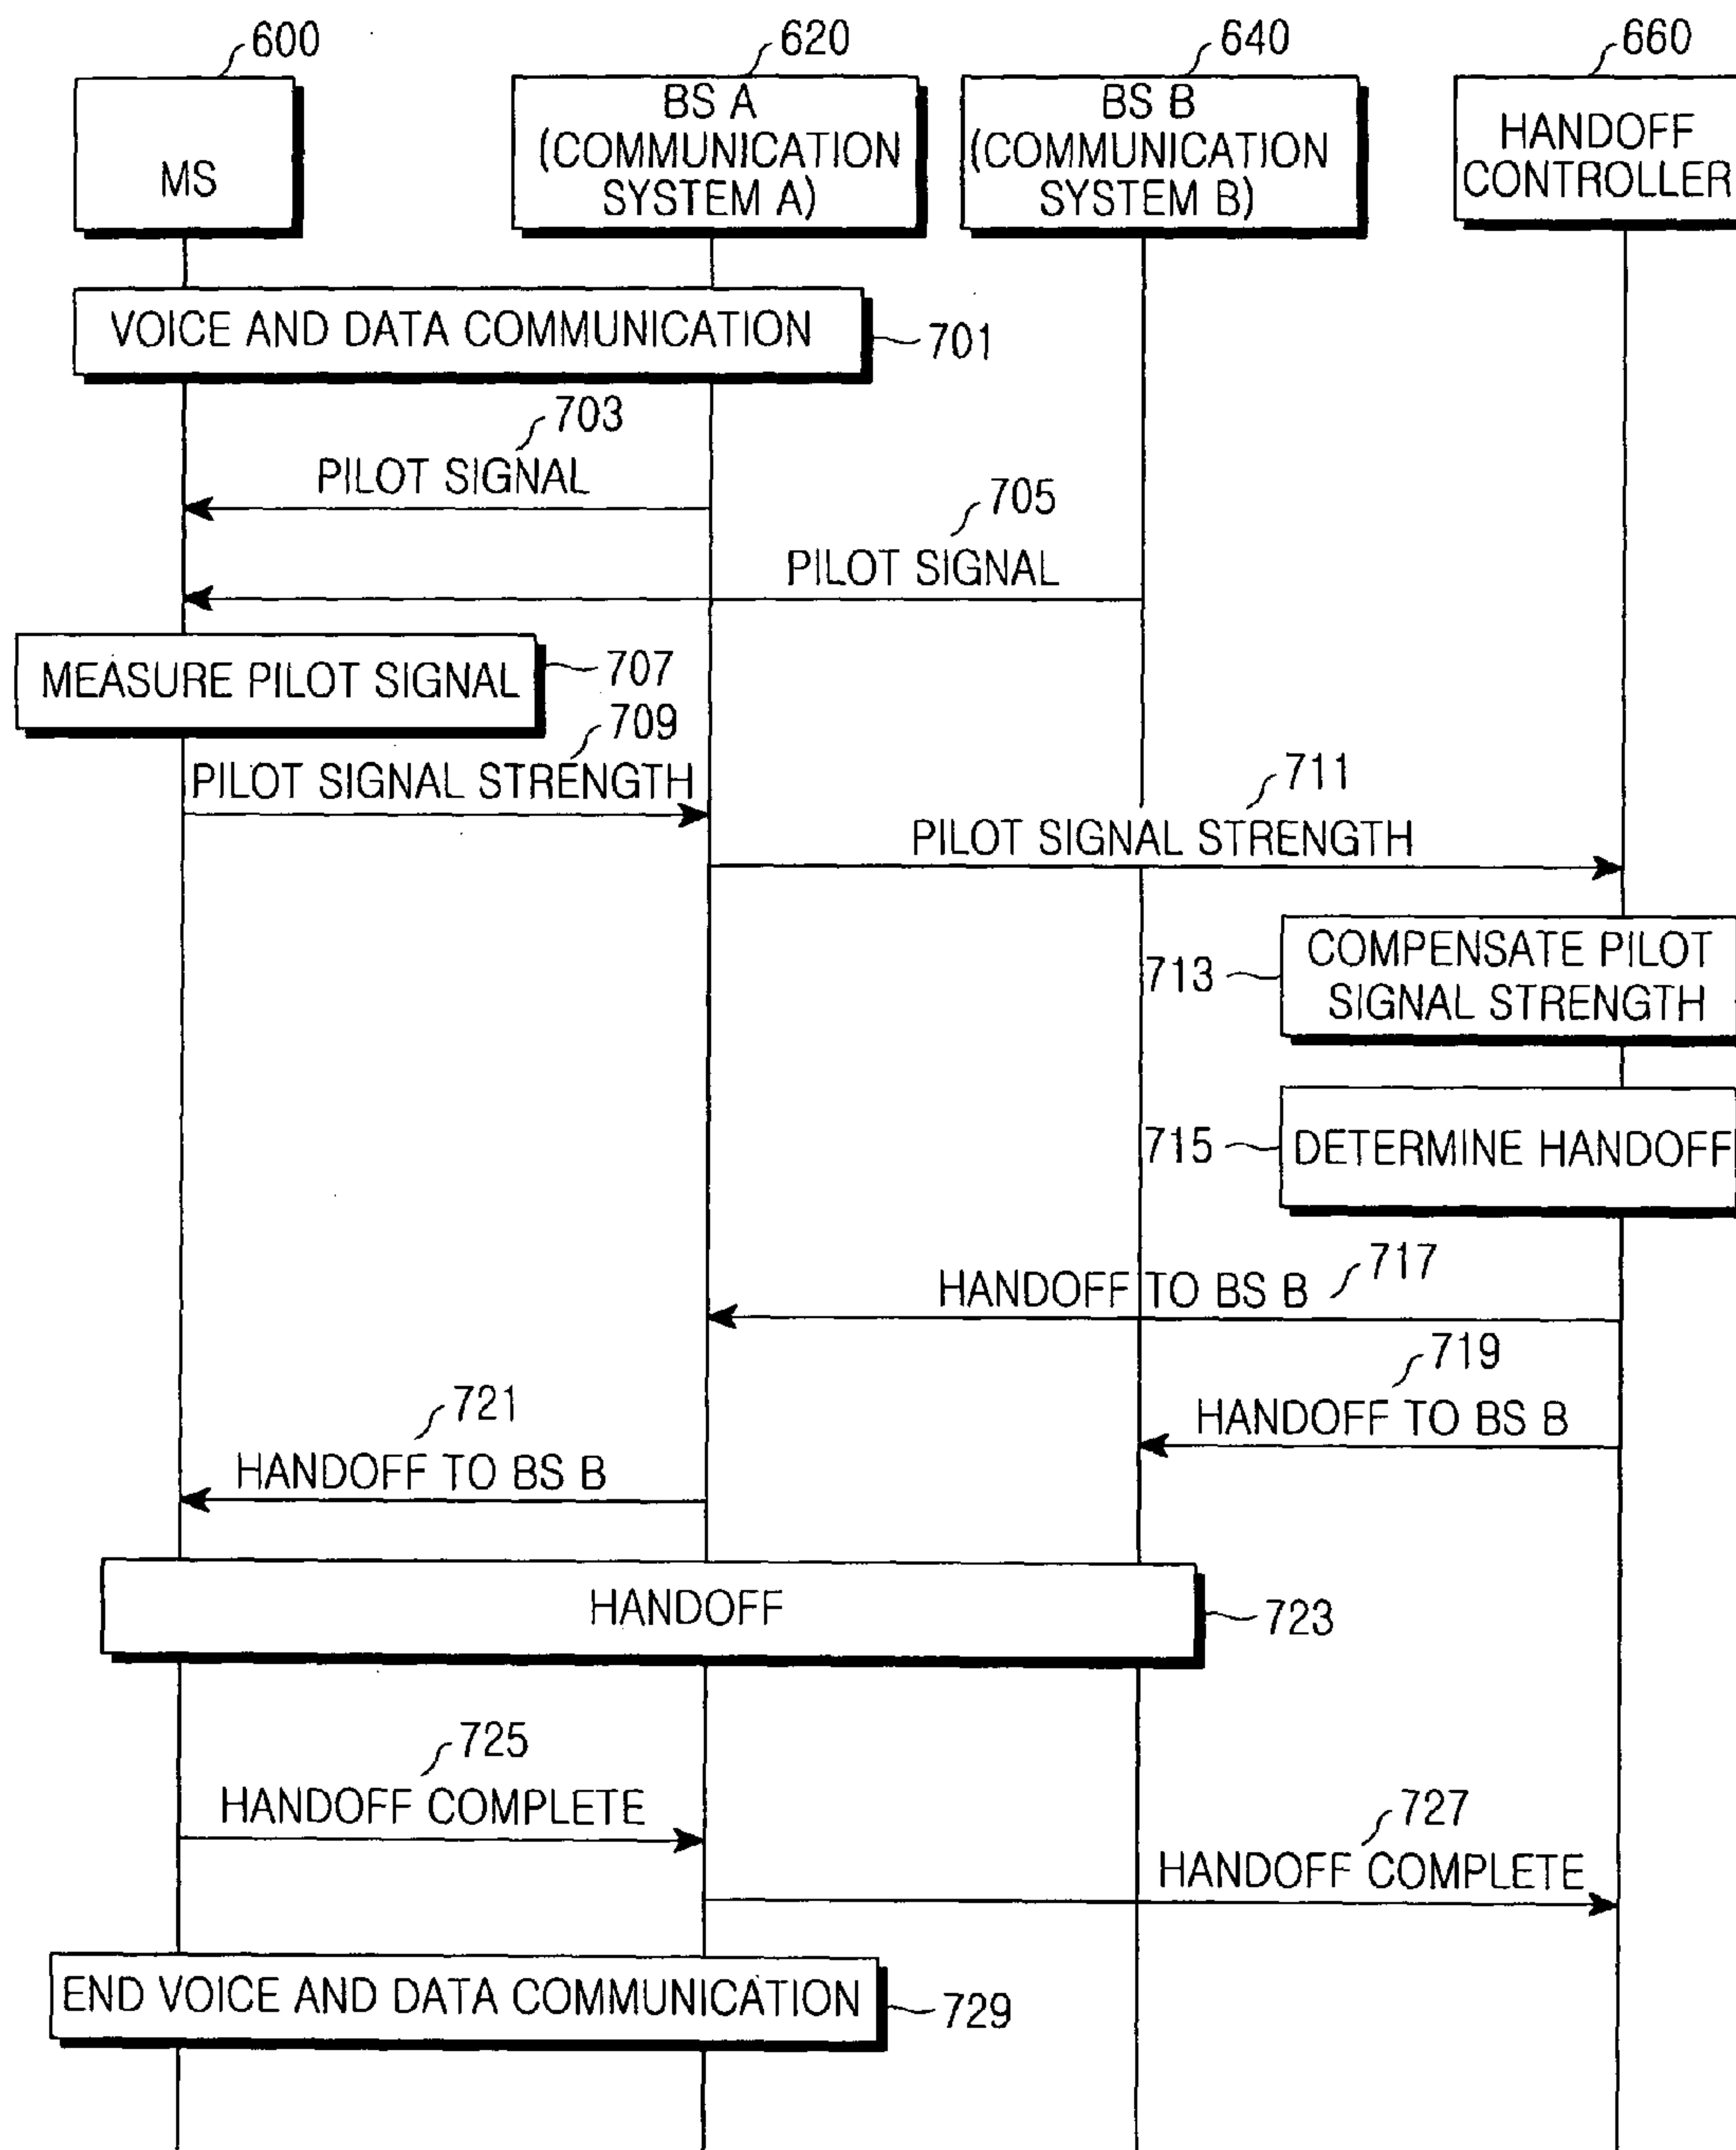 600
620
640
660
MS
BS A
(COMMUNICATION
SYSTEM A)
BS B
(COMMUNICATION
SYSTEM B)
HANDOFF
CONTROLLER
VOICE AND DATA COMMUNICATION
701
703
PILOT SIGNAL
705
PILOT SIGNAL
MEASURE PILOT SIGNAL
707
709
PILOT SIGNAL STRENGTH
711
PILOT SIGNAL STRENGTH
713
COMPENSATE PILOT
SIGNAL STRENGTH
715
DETERMINE HANDOFF
HANDOFF TO BS B
717
719
HANDOFF TO BS B
721
HANDOFF TO BS B
HANDOFF
723
725
HANDOFF COMPLETE
727
HANDOFF COMPLETE
END VOICE AND DATA COMMUNICATION
729